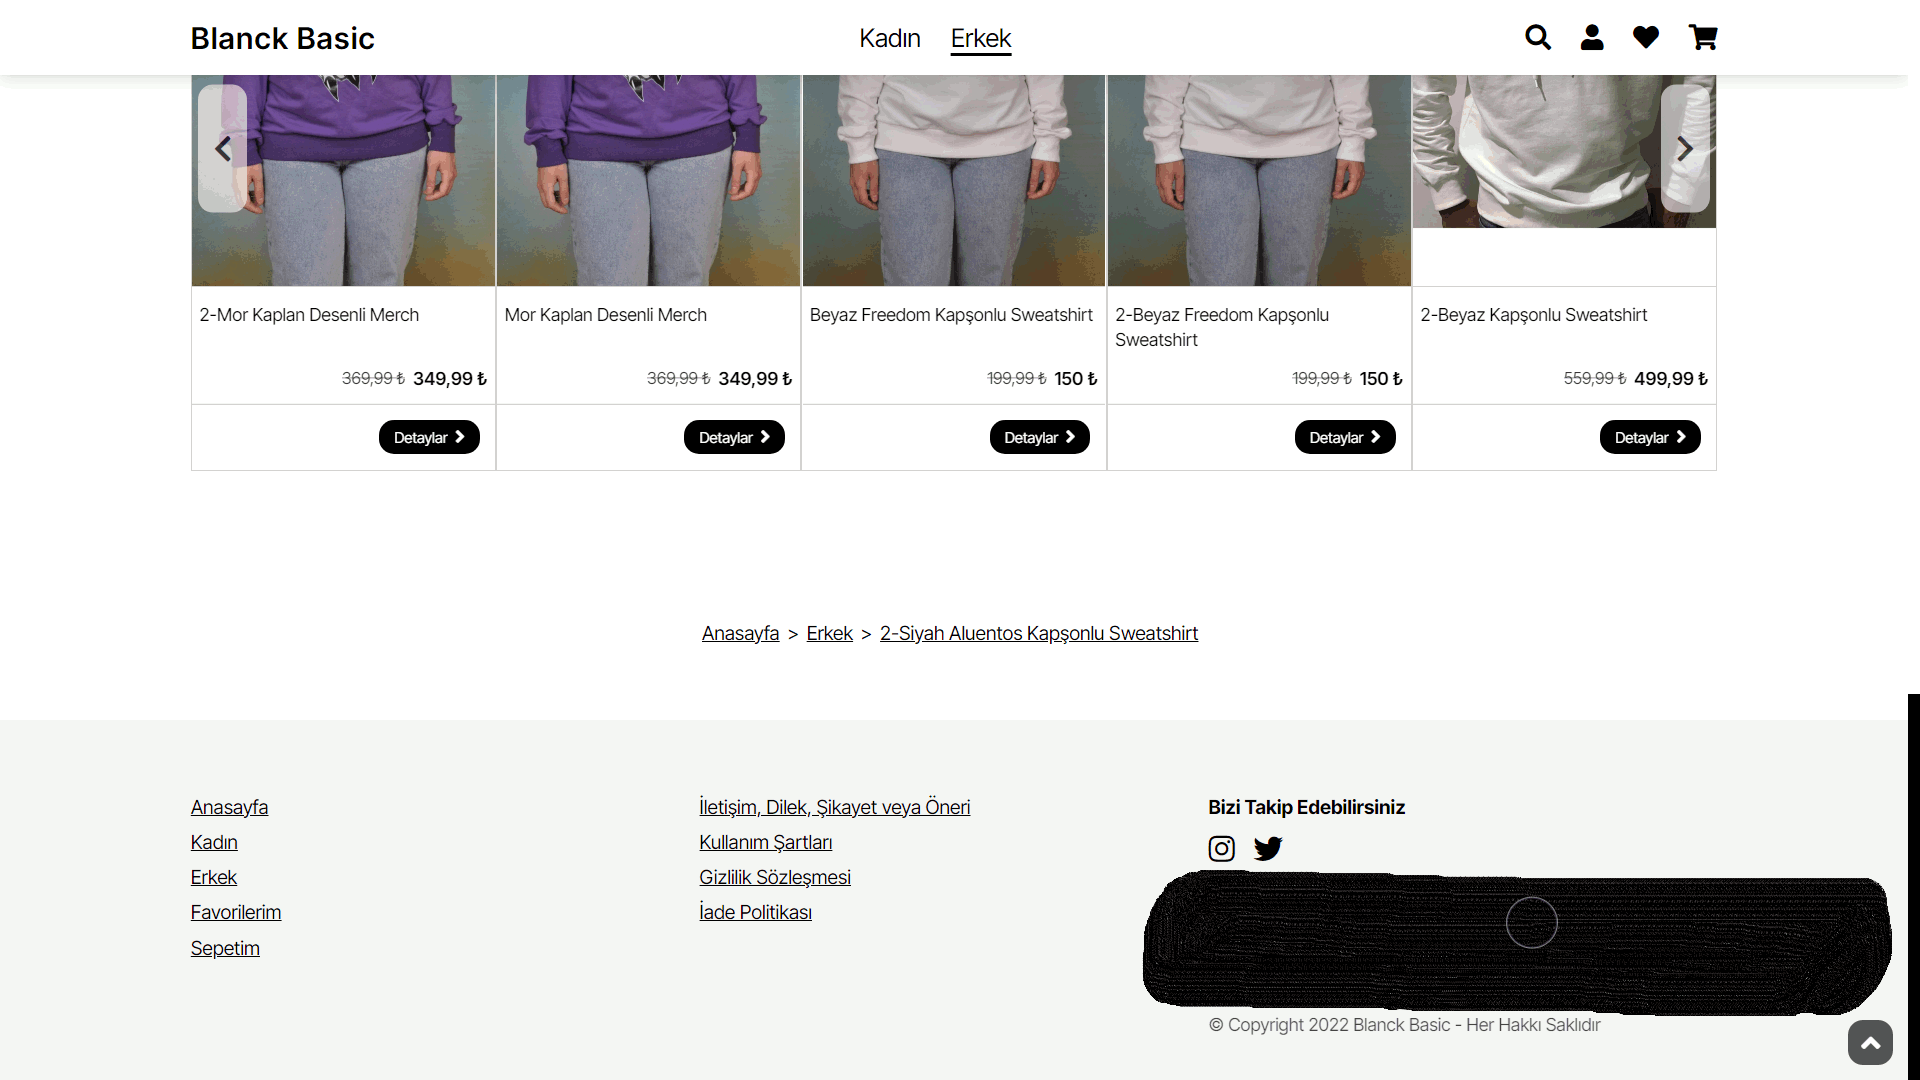 Blanck Basic
Kadın
Erkek
2-Mor Kaplan Desenli Merch
369,99 ₺ 349,99 ₺
Detaylar
Mor Kaplan Desenli Merch
369,99 ₺ 349,99 ₺
Detaylar
Beyaz Freedom Kapşonlu Sweatshirt
199,99 ₺ 150 ₺
Detaylar
2-Beyaz Freedom Kapşonlu
Sweatshirt
199,99 ₺ 150 ₺
Detaylar
2-Beyaz Kapşonlu Sweatshirt
559,99 ₺ 499,99 ₺
Detaylar
Anasayfa > Erkek > 2-Siyah Aluentos Kapşonlu Sweatshirt
Anasayfa
Kadın
Erkek
Favorilerim
Sepetim
İletişim, Dilek, Şikayet veya Öneri
Kullanım Şartları
Gizlilik Sözleşmesi
İade Politikası
Bizi Takip Edebilirsiniz
© Copyright 2022 Blanck Basic - Her Hakkı Saklıdır